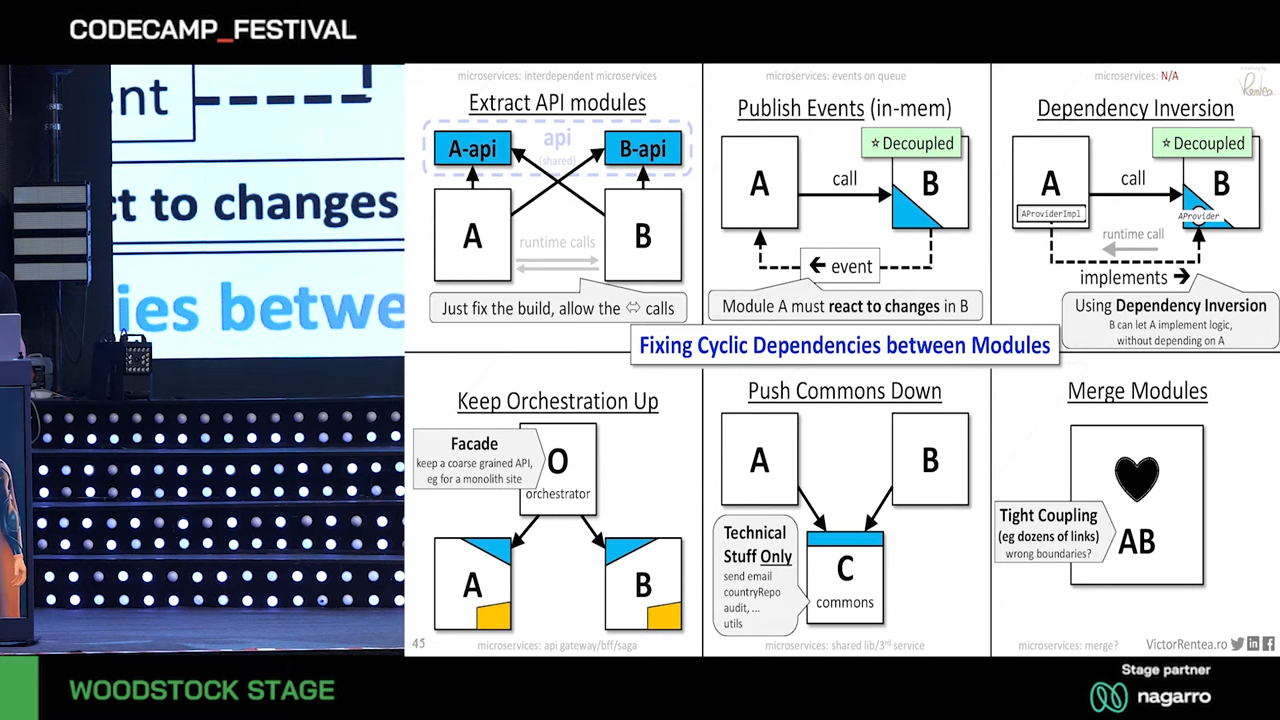 CODECAMP_FESTIVAL
ent
ct to changes
ies betwe
microservices: interdependent microservices
Extract API modules
api
(shared)
A-api
B-api
A
B
runtime calls
Just fix the build, allow the ⬄ calls
microservices: events on queue
Publish Events (in-mem)
☆ Decoupled
A
call
B
← event
Module A must react to changes in B
microservices: N/A
a training by
Rentea
Dependency Inversion
☆ Decoupled
A
call
B
AProviderImpl
AProvider
runtime call
implements →
Using Dependency Inversion
B can let A implement logic,
without depending on A
Fixing Cyclic Dependencies between Modules
Keep Orchestration Up
Facade
keep a coarse grained API,
eg for a monolith site
O
orchestrator
A
B
45
microservices: api gateway/bff/saga
Push Commons Down
A
B
Technical
Stuff Only
send email
countryRepo
audit, ...
utils
C
commons
microservices: shared lib/3rd service
Merge Modules
Tight Coupling
(eg dozens of links)
wrong boundaries?
AB
microservices: merge?
VictorRentea.ro
WOODSTOCK STAGE
Stage partner
nagarro